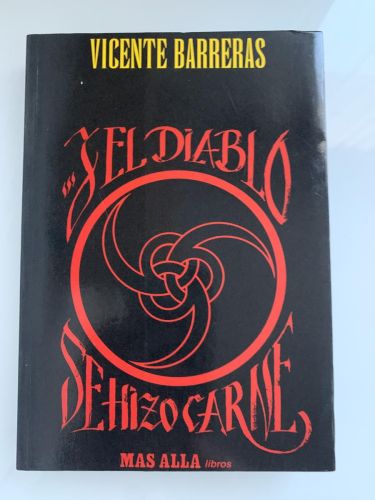 VICENTE BARRERAS
...Y EL DIABLO
SE HIZO CARNE
MAS ALLA libros